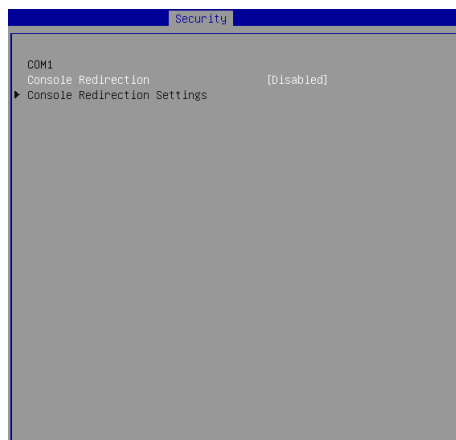 Security
COM1
Console Redirection [Disabled]
Console Redirection Settings